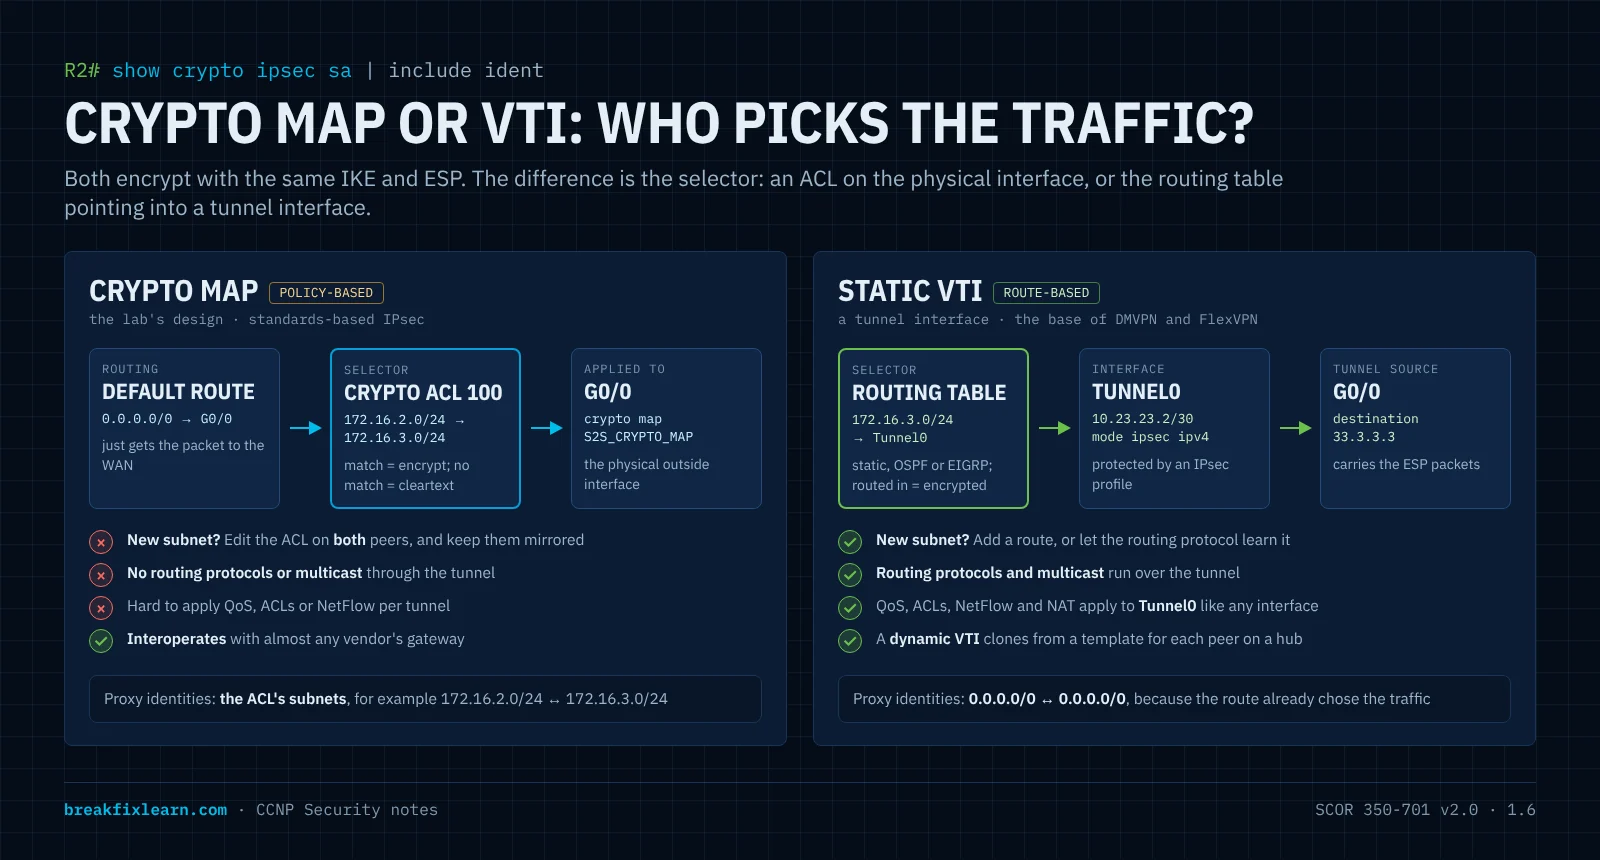 R2# show crypto ipsec sa | include ident
CRYPTO MAP OR VTI: WHO PICKS THE TRAFFIC?
Both encrypt with the same IKE and ESP. The difference is the selector: an ACL on the physical interface, or the routing table
pointing into a tunnel interface.
CRYPTO MAP POLICY-BASED
the lab's design · standards-based IPsec
ROUTING
DEFAULT ROUTE
0.0.0.0/0 → G0/0
just gets the packet to the
WAN
SELECTOR
CRYPTO ACL 100
172.16.2.0/24 →
172.16.3.0/24
match = encrypt; no
match = cleartext
APPLIED TO
G0/0
crypto map
S2S_CRYPTO_MAP
the physical outside
interface
New subnet? Edit the ACL on both peers, and keep them mirrored
No routing protocols or multicast through the tunnel
Hard to apply QoS, ACLs or NetFlow per tunnel
Interoperates with almost any vendor's gateway
Proxy identities: the ACL's subnets, for example 172.16.2.0/24 ↔ 172.16.3.0/24
STATIC VTI ROUTE-BASED
a tunnel interface · the base of DMVPN and FlexVPN
SELECTOR
ROUTING TABLE
172.16.3.0/24
→ Tunnel0
static, OSPF or EIGRP;
routed in = encrypted
INTERFACE
TUNNEL0
10.23.23.2/30
mode ipsec ipv4
protected by an IPsec
profile
TUNNEL SOURCE
G0/0
destination
33.3.3.3
carries the ESP packets
New subnet? Add a route, or let the routing protocol learn it
Routing protocols and multicast run over the tunnel
QoS, ACLs, NetFlow and NAT apply to Tunnel0 like any interface
A dynamic VTI clones from a template for each peer on a hub
Proxy identities: 0.0.0.0/0 ↔ 0.0.0.0/0, because the route already chose the traffic
breakfixlearn.com · CCNP Security notes
SCOR 350-701 v2.0 · 1.6